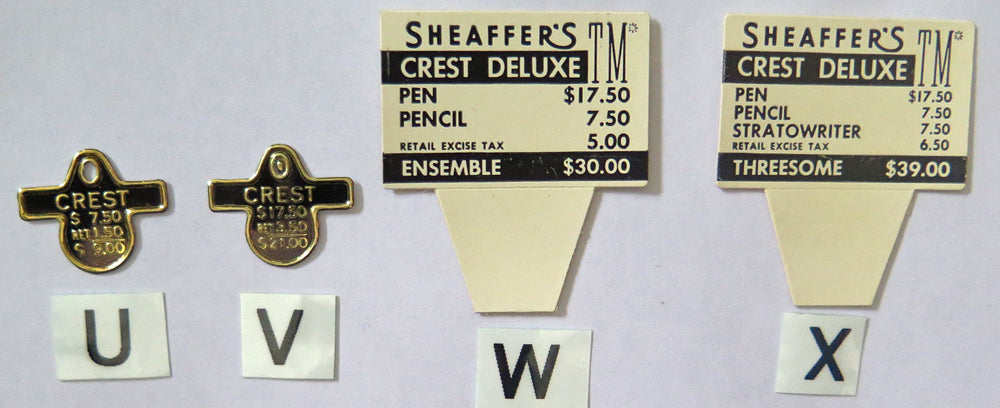 CREST
$ 7.50
RET 1.50
$ 9.00
U
CREST
$17.50
RET 3.50
$21.00
V
SHEAFFER'S TM*
CREST DELUXE
PEN $17.50
PENCIL 7.50
RETAIL EXCISE TAX 5.00
ENSEMBLE $30.00
W
SHEAFFER'S TM*
CREST DELUXE
PEN $17.50
PENCIL 7.50
STRATOWRITER 7.50
RETAIL EXCISE TAX 6.50
THREESOME $39.00
X